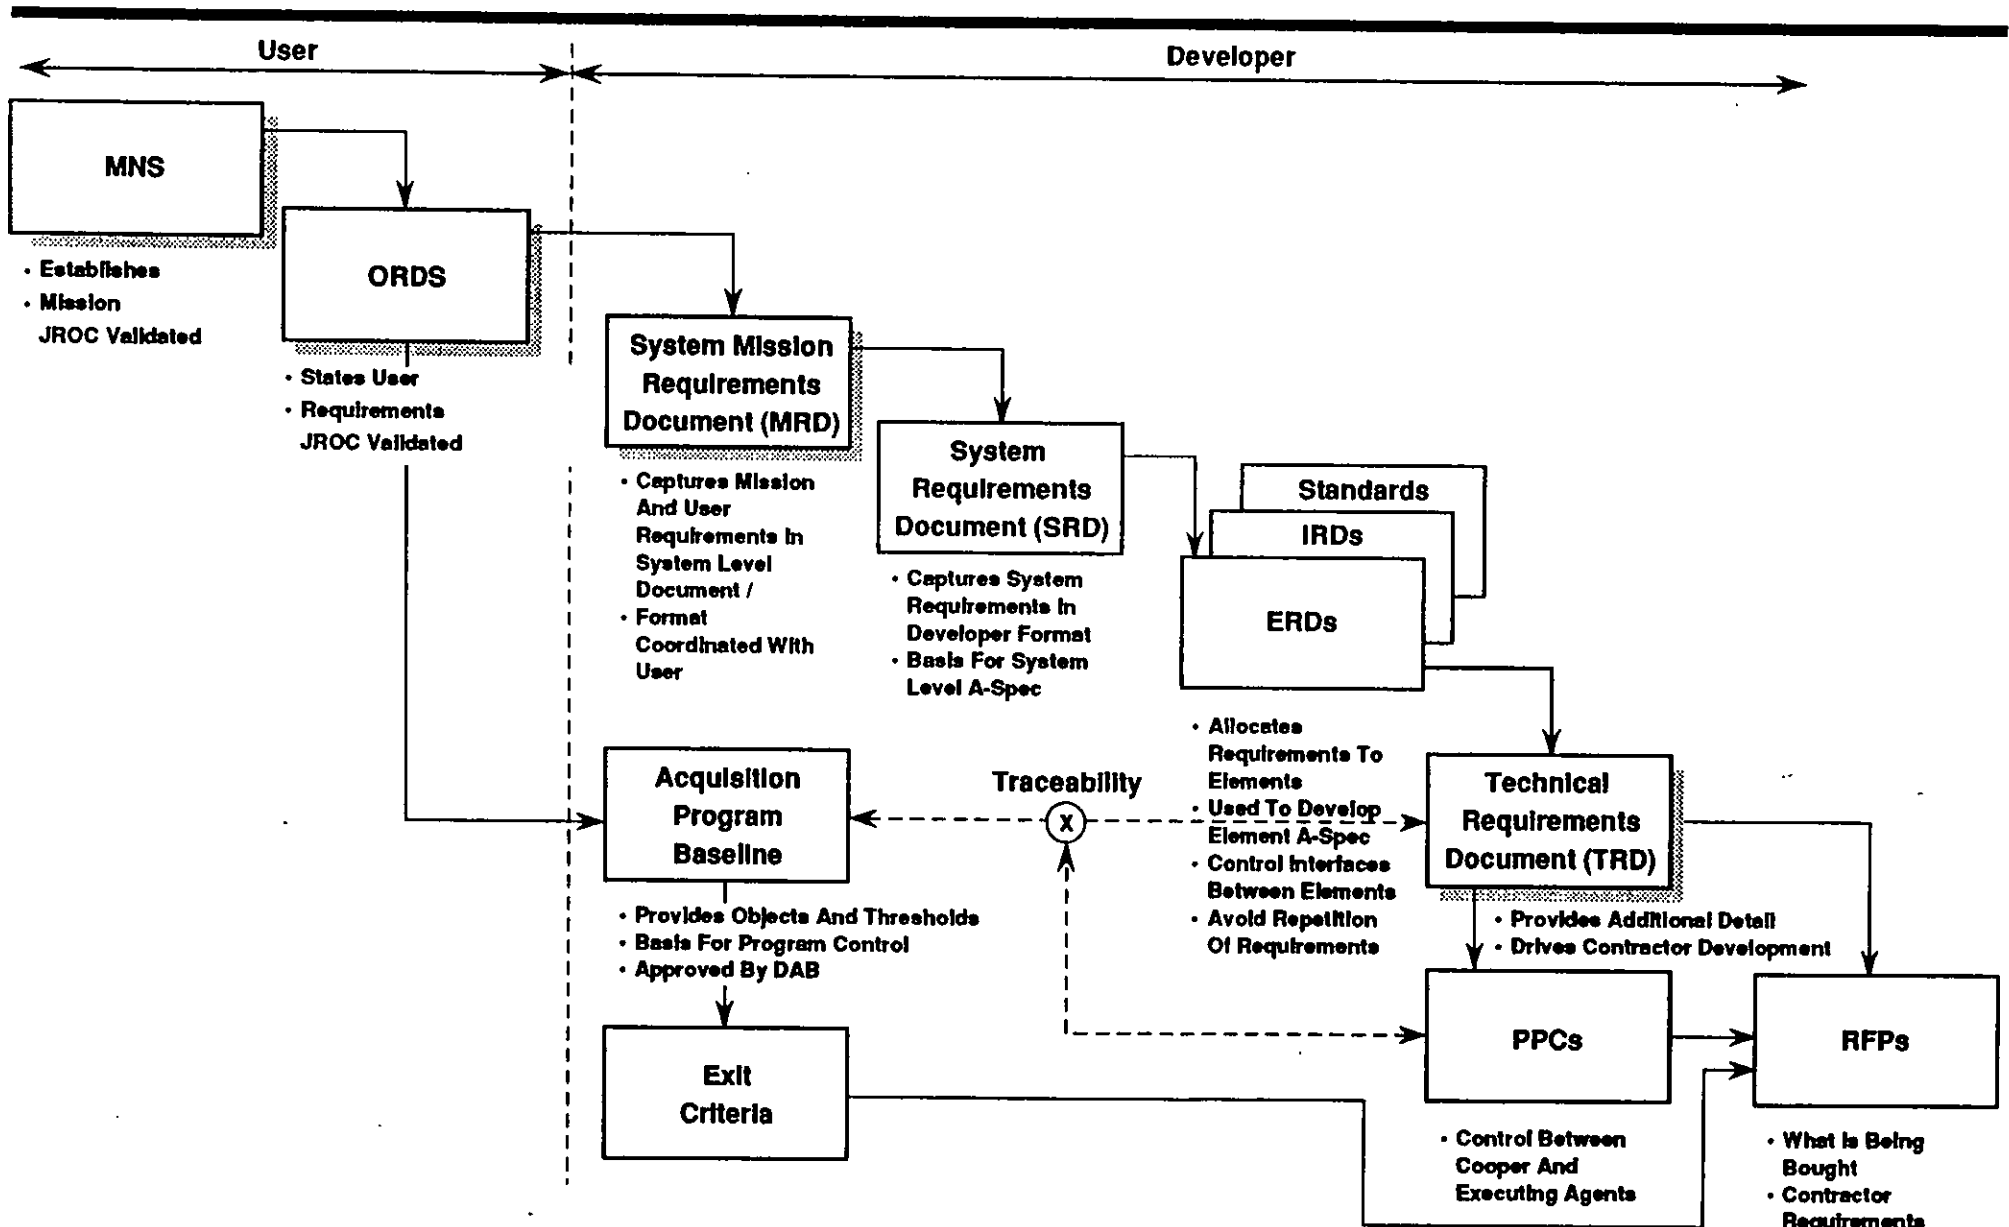 User
Developer
MNS
• Establishes
• Mission
JROC Validated
ORDS
• States User
• Requirements
JROC Validated
System Mission
Requirements
Document (MRD)
• Captures Mission
And User
Requirements In
System Level
Document /
• Format
Coordinated With
User
System
Requirements
Document (SRD)
• Captures System
Requirements In
Developer Format
• Basis For System
Level A-Spec
Standards
IRDs
ERDs
• Allocates
Requirements To
Elements
• Used To Develop
Element A-Spec
• Control Interfaces
Between Elements
• Avoid Repetition
Of Requirements
Acquisition
Program
Baseline
• Provides Objects And Thresholds
• Basis For Program Control
• Approved By DAB
Traceability
X
Technical
Requirements
Document (TRD)
• Provides Additional Detail
• Drives Contractor Development
Exit
Criteria
PPCs
• Control Between
Cooper And
Executing Agents
RFPs
• What Is Being
Bought
• Contractor
Requirements